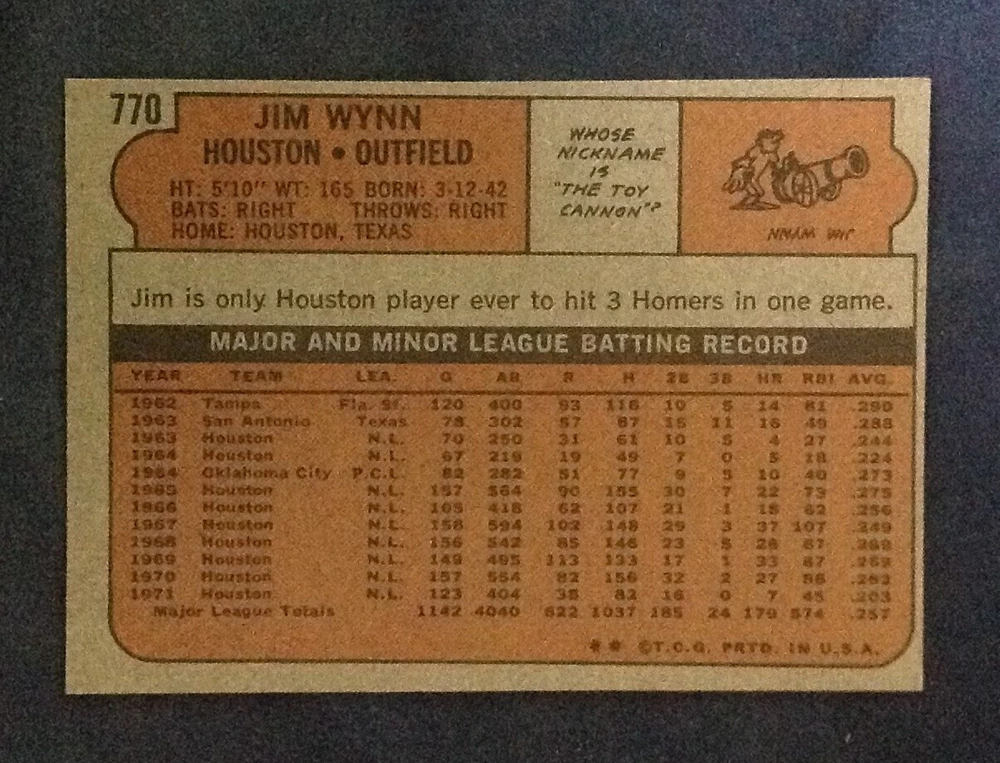 770
JIM WYNN
HOUSTON • OUTFIELD
HT: 5'10" WT: 165 BORN: 3-12-42
BATS: RIGHT THROWS: RIGHT
HOME: HOUSTON, TEXAS
WHOSE
NICKNAME
IS
"THE TOY
CANNON"?
JIM WYNN
Jim is only Houston player ever to hit 3 Homers in one game.
MAJOR AND MINOR LEAGUE BATTING RECORD
YEAR TEAM LEA. G AB R H 2B 3B HR RBI AVG.
1962 Tampa Fla. St. 120 400 93 116 10 5 14 81 .290
1963 San Antonio Texas 78 302 57 87 15 11 16 49 .288
1963 Houston N.L. 70 250 31 61 10 5 4 27 .244
1964 Houston N.L. 67 219 19 49 7 0 5 18 .224
1964 Oklahoma City P.C.L. 82 282 51 77 9 5 10 40 .273
1965 Houston N.L. 157 564 90 155 30 7 22 73 .275
1966 Houston N.L. 105 418 62 107 21 1 18 62 .256
1967 Houston N.L. 158 594 102 148 29 3 37 107 .249
1968 Houston N.L. 156 542 85 146 23 5 26 67 .269
1969 Houston N.L. 149 495 113 133 17 1 33 87 .269
1970 Houston N.L. 157 554 82 156 32 2 27 88 .282
1971 Houston N.L. 123 404 38 82 16 0 7 45 .203
Major League Totals 1142 4040 622 1037 185 24 179 574 .257
* * ©T.C.G. PRTD. IN U.S.A.